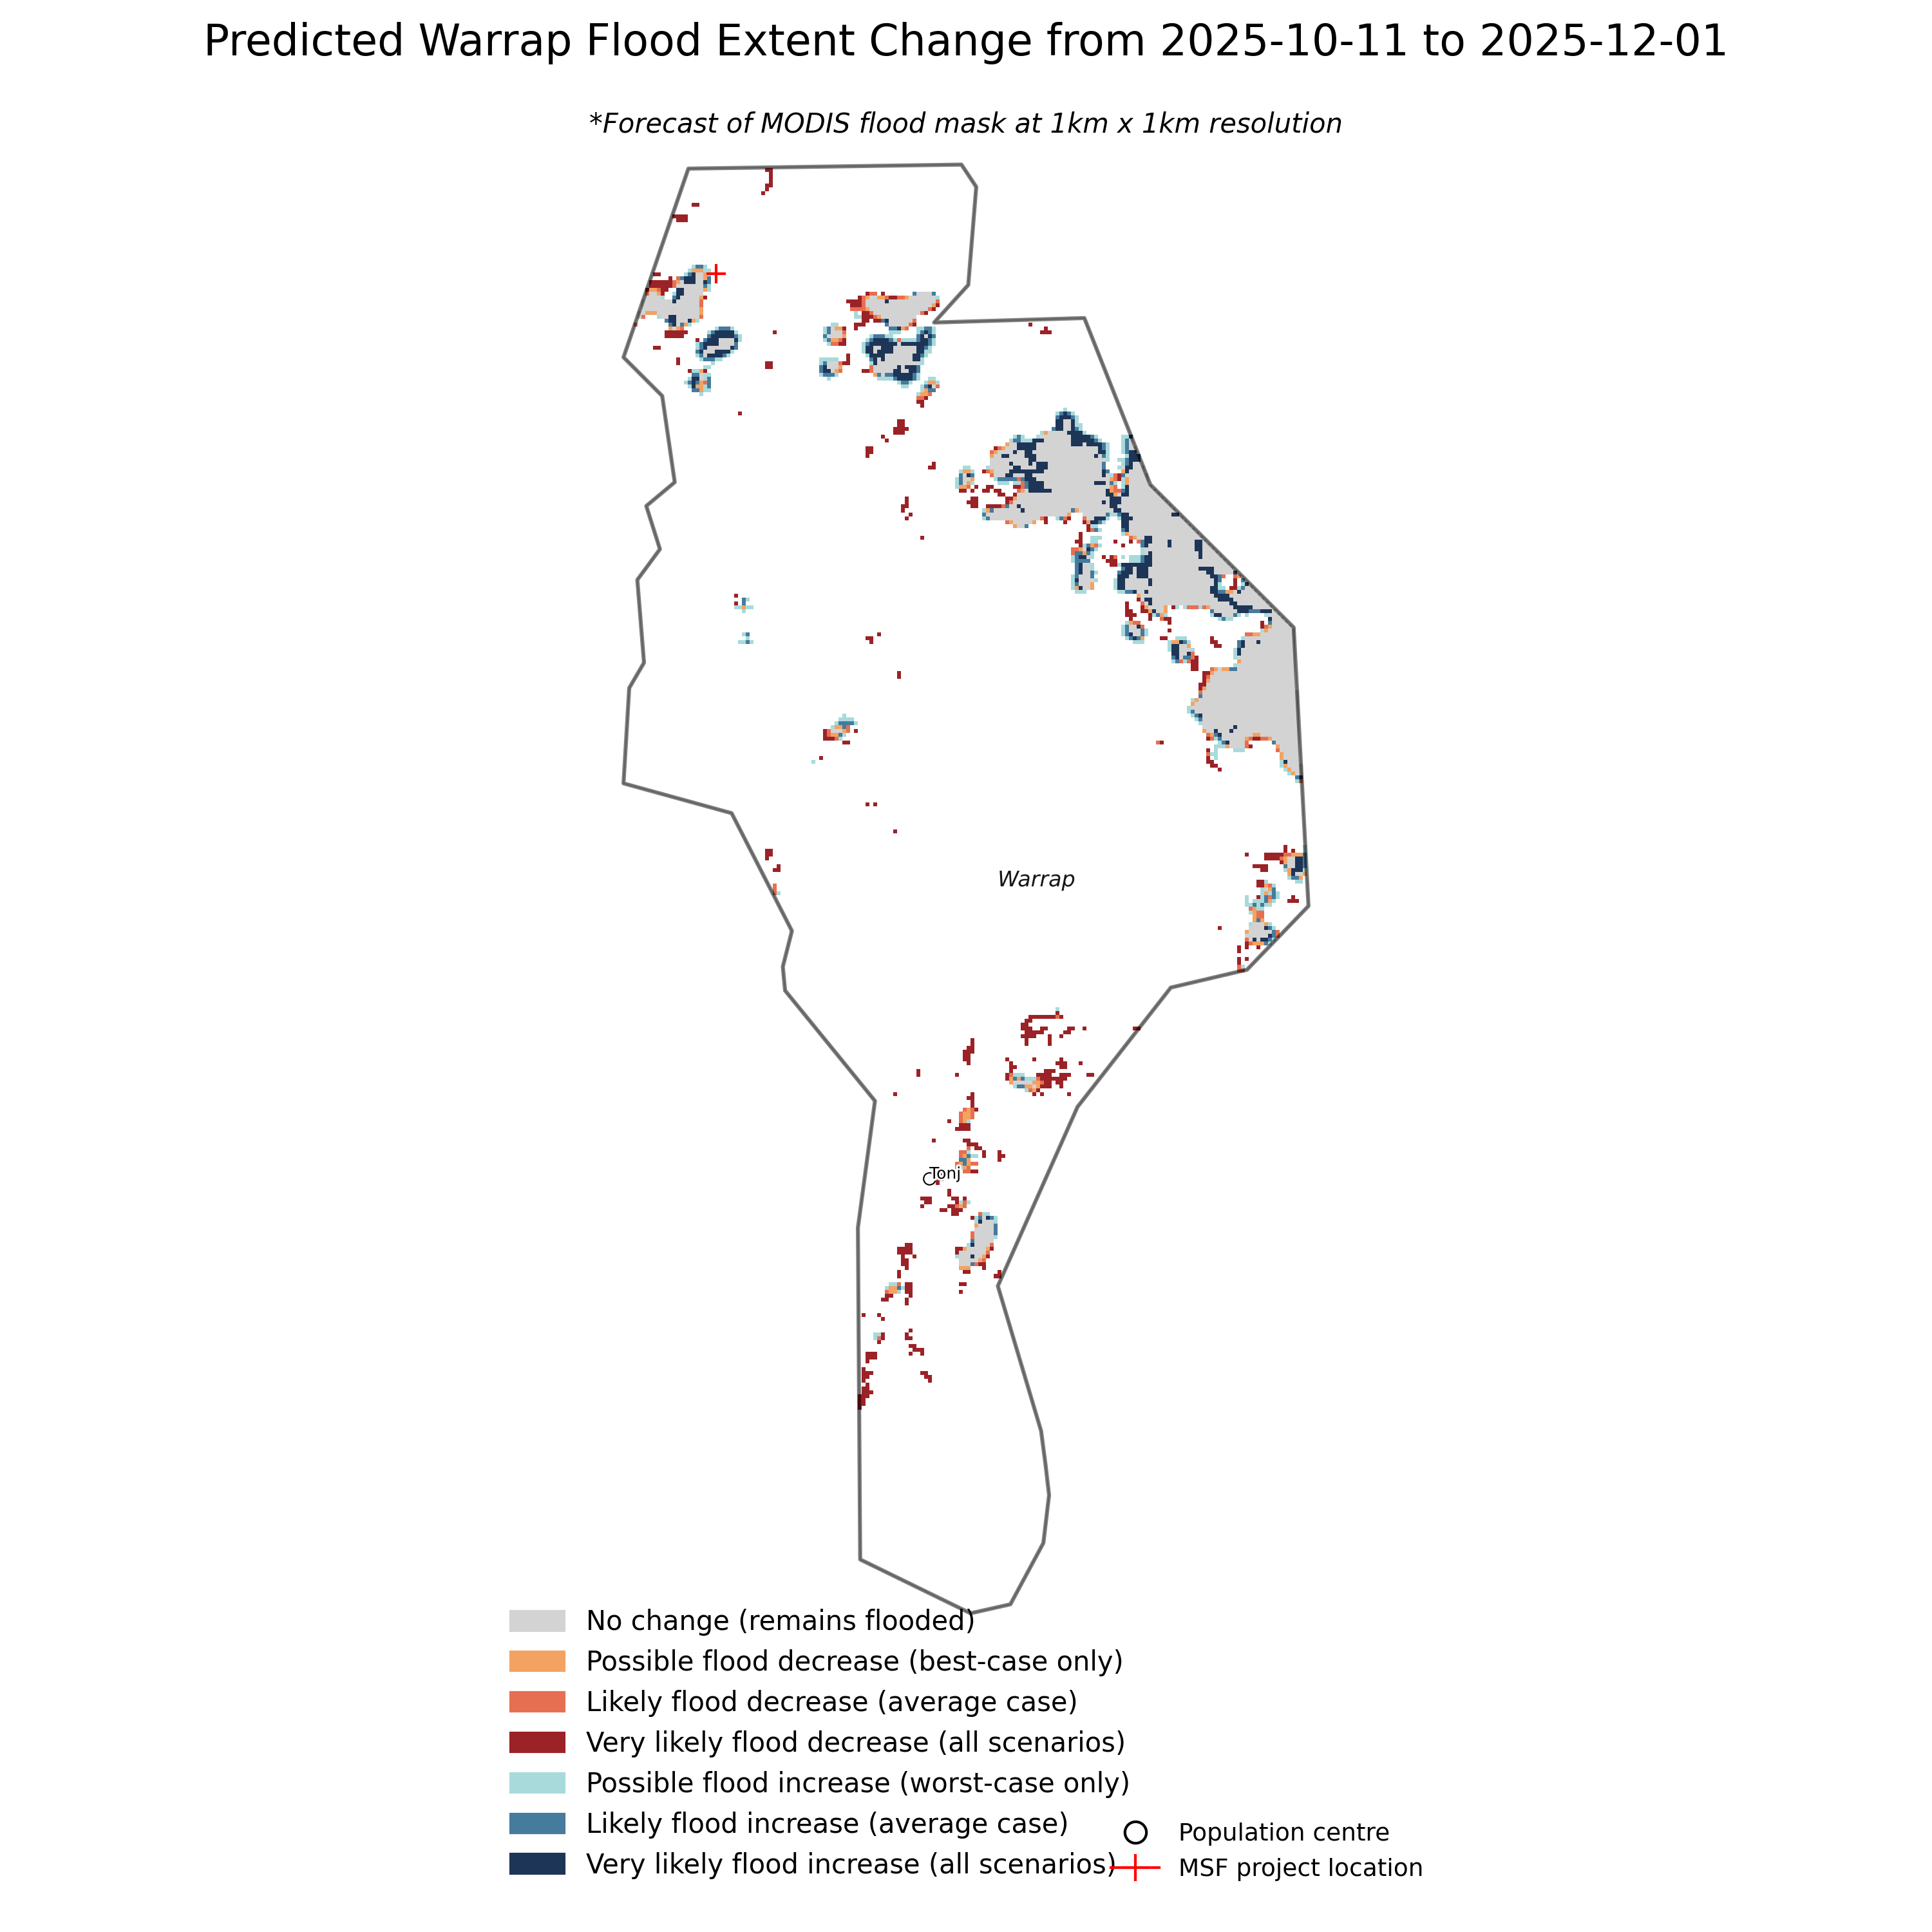 Predicted Warrap Flood Extent Change from 2025-10-11 to 2025-12-01
*Forecast of MODIS flood mask at 1km x 1km resolution
Warrap
Tonj
No change (remains flooded)
Possible flood decrease (best-case only)
Likely flood decrease (average case)
Very likely flood decrease (all scenarios)
Possible flood increase (worst-case only)
Likely flood increase (average case)
Very likely flood increase (all scenarios)
Population centre
MSF project location